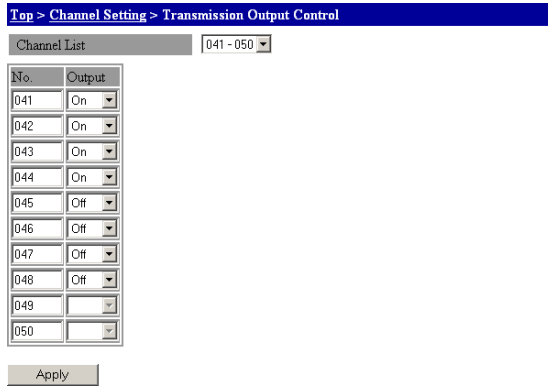 Top > Channel Setting > Transmission Output Control
Channel List 041 - 050
No. Output
041 On
042 On
043 On
044 On
045 Off
046 Off
047 Off
048 Off
049
050
Apply